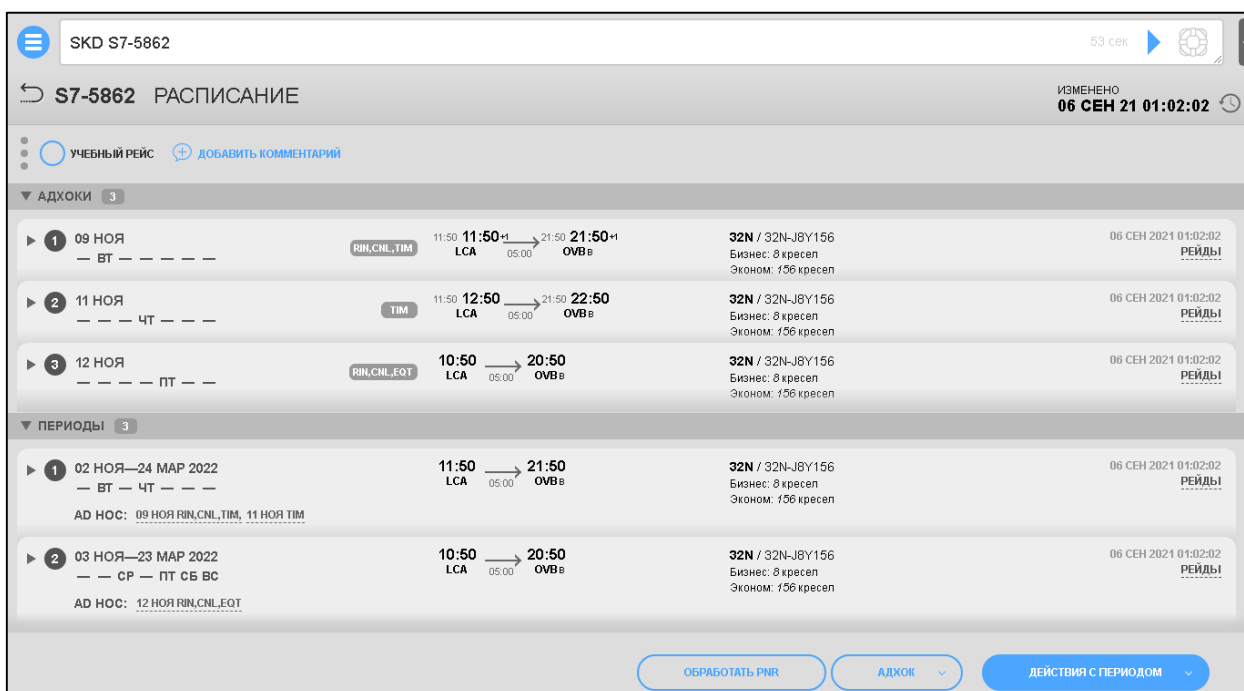 SKD S7-5862
53 сек
S7-5862 РАСПИСАНИЕ
ИЗМЕНЕНО
06 СЕН 21 01:02:02
УЧЕБНЫЙ РЕЙС ДОБАВИТЬ КОММЕНТАРИЙ
АДХОКИ 3
1 09 НОЯ RIN,CNL,TIM 11:50 11:50+1 21:50 21:50+1 32N / 32N-J8Y156 06 СЕН 2021 01:02:02
— ВТ — — — — — LCA 05:00 OVB B Бизнес: 8 кресел РЕЙДЫ
Эконом: 156 кресел
2 11 НОЯ TIM 11:50 12:50 21:50 22:50 32N / 32N-J8Y156 06 СЕН 2021 01:02:02
— — — ЧТ — — — LCA 05:00 OVB B Бизнес: 8 кресел РЕЙДЫ
Эконом: 156 кресел
3 12 НОЯ RIN,CNL,EQT 10:50 20:50 32N / 32N-J8Y156 06 СЕН 2021 01:02:02
— — — — ПТ — — LCA 05:00 OVB B Бизнес: 8 кресел РЕЙДЫ
Эконом: 156 кресел
ПЕРИОДЫ 3
1 02 НОЯ—24 МАР 2022 11:50 21:50 32N / 32N-J8Y156 06 СЕН 2021 01:02:02
— ВТ — ЧТ — — — LCA 05:00 OVB B Бизнес: 8 кресел РЕЙДЫ
Эконом: 156 кресел
AD HOC: 09 НОЯ RIN,CNL,TIM, 11 НОЯ TIM
2 03 НОЯ—23 МАР 2022 10:50 20:50 32N / 32N-J8Y156 06 СЕН 2021 01:02:02
— — СР — ПТ СБ ВС LCA 05:00 OVB B Бизнес: 8 кресел РЕЙДЫ
Эконом: 156 кресел
AD HOC: 12 НОЯ RIN,CNL,EQT
ОБРАБОТАТЬ PNR АДХОК ДЕЙСТВИЯ С ПЕРИОДОМ